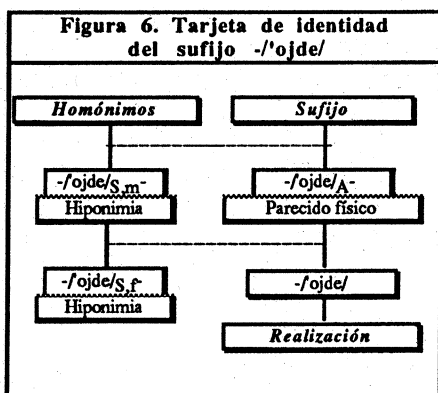 Figura 6. Tarjeta de identidad
del sufijo -/'ojde/
Homónimos Sufijo
-/'ojde/S,m- -/'ojde/A-
Hiponimia Parecido físico
-/'ojde/S,f- -/'ojde/
Hiponimia
Realización